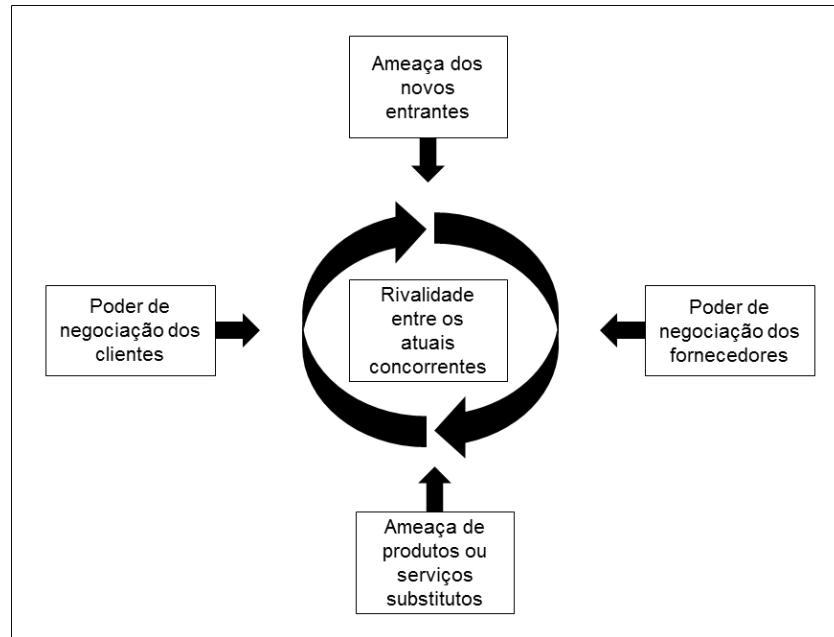 Ameaça dos
novos
entrantes
Poder de
negociação dos
clientes
Rivalidade
entre os
atuais
concorrentes
Poder de
negociação dos
fornecedores
Ameaça de
produtos ou
serviços
substitutos